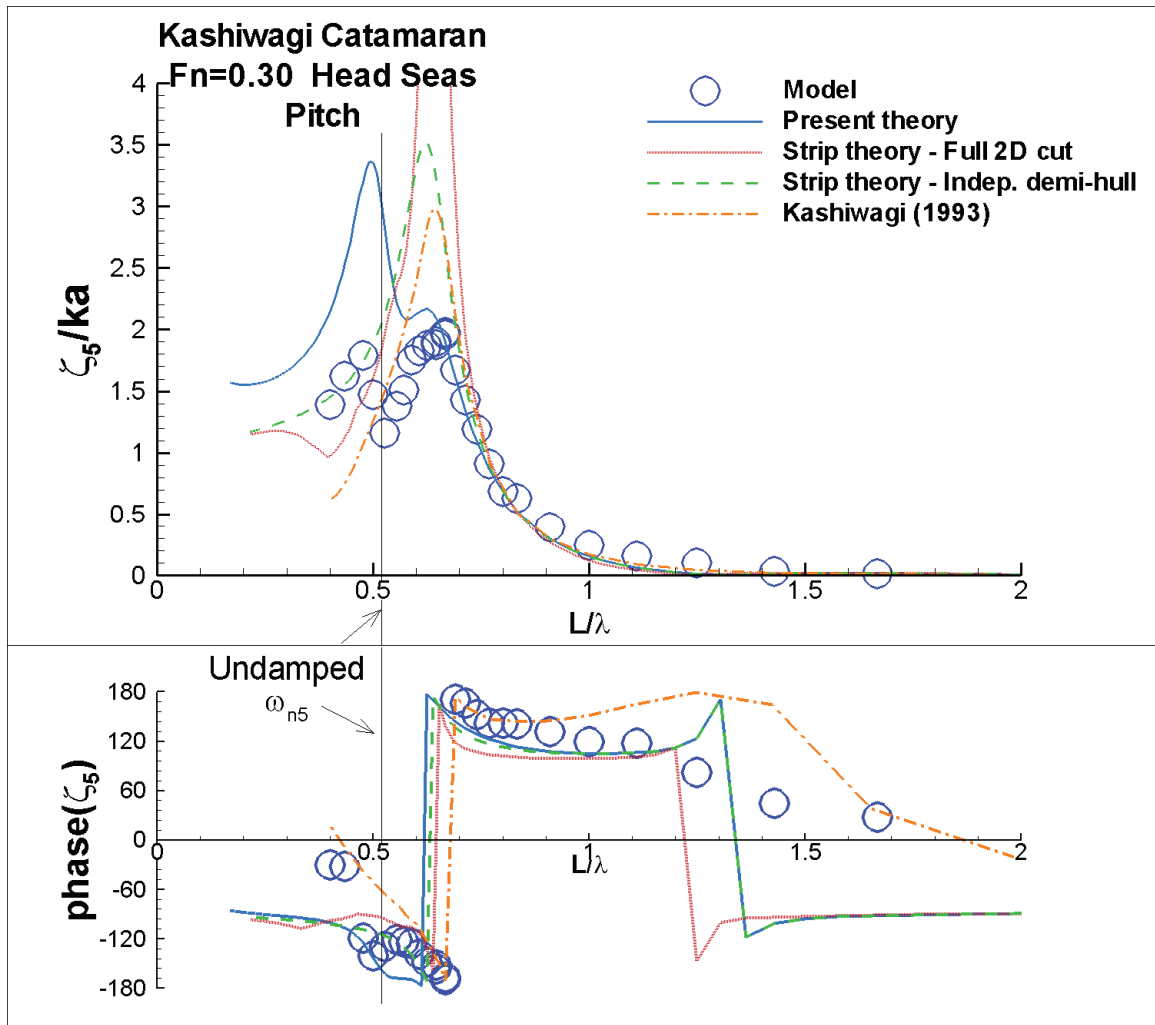 Kashiwagi Catamaran
Fn=0.30 Head Seas
Pitch
Model
Present theory
Strip theory - Full 2D cut
Strip theory - Indep. demi-hull
Kashiwagi (1993)
4
3.5
3
2.5
2
1.5
1
0.5
0
ζ5/ka
0 0.5 1 1.5 2
L/λ
Undamped
ωn5
180
120
60
0
-60
-120
-180
phase(ζ5)
0 0.5 1 1.5 2
L/λ